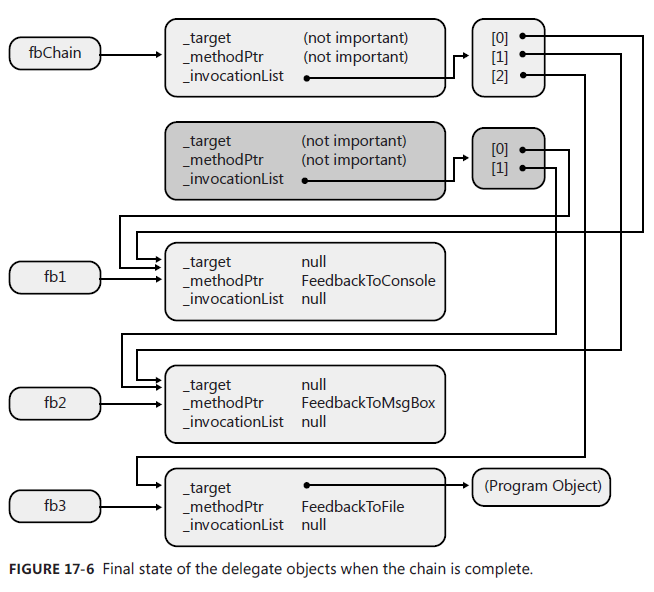 fbChain
_target (not important)
_methodPtr (not important)
_invocationList
[0]
[1]
[2]
_target (not important)
_methodPtr (not important)
_invocationList
[0]
[1]
fb1
_target null
_methodPtr FeedbackToConsole
_invocationList null
fb2
_target null
_methodPtr FeedbackToMsgBox
_invocationList null
fb3
_target
_methodPtr FeedbackToFile
_invocationList null
(Program Object)
FIGURE 17-6 Final state of the delegate objects when the chain is complete.